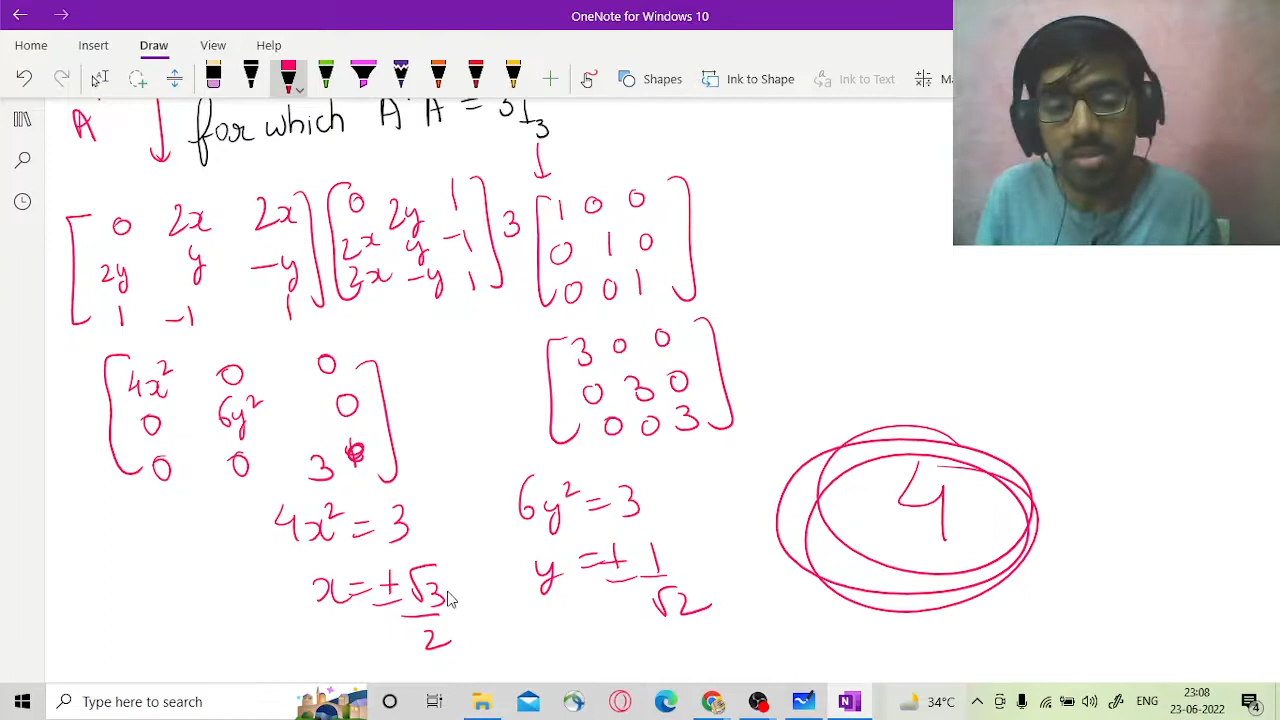 OneNote for Windows 10
Home Insert Draw View Help
Shapes Ink to Shape Ink to Text
A for which AᵀA = 3I₃
0 2x 2x 0 2y 1 3 1 0 0
2y y -y 2x y -1 0 1 0
1 -1 1 2x -y 1 0 0 1
4x² 0 0 3 0 0
0 6y² 0 0 3 0
0 0 3 0 0 3
4x² = 3 6y² = 3
x = ± √3/2 y = ± 1/√2
4
Type here to search
34°C ENG 23:08 23-06-2022 4